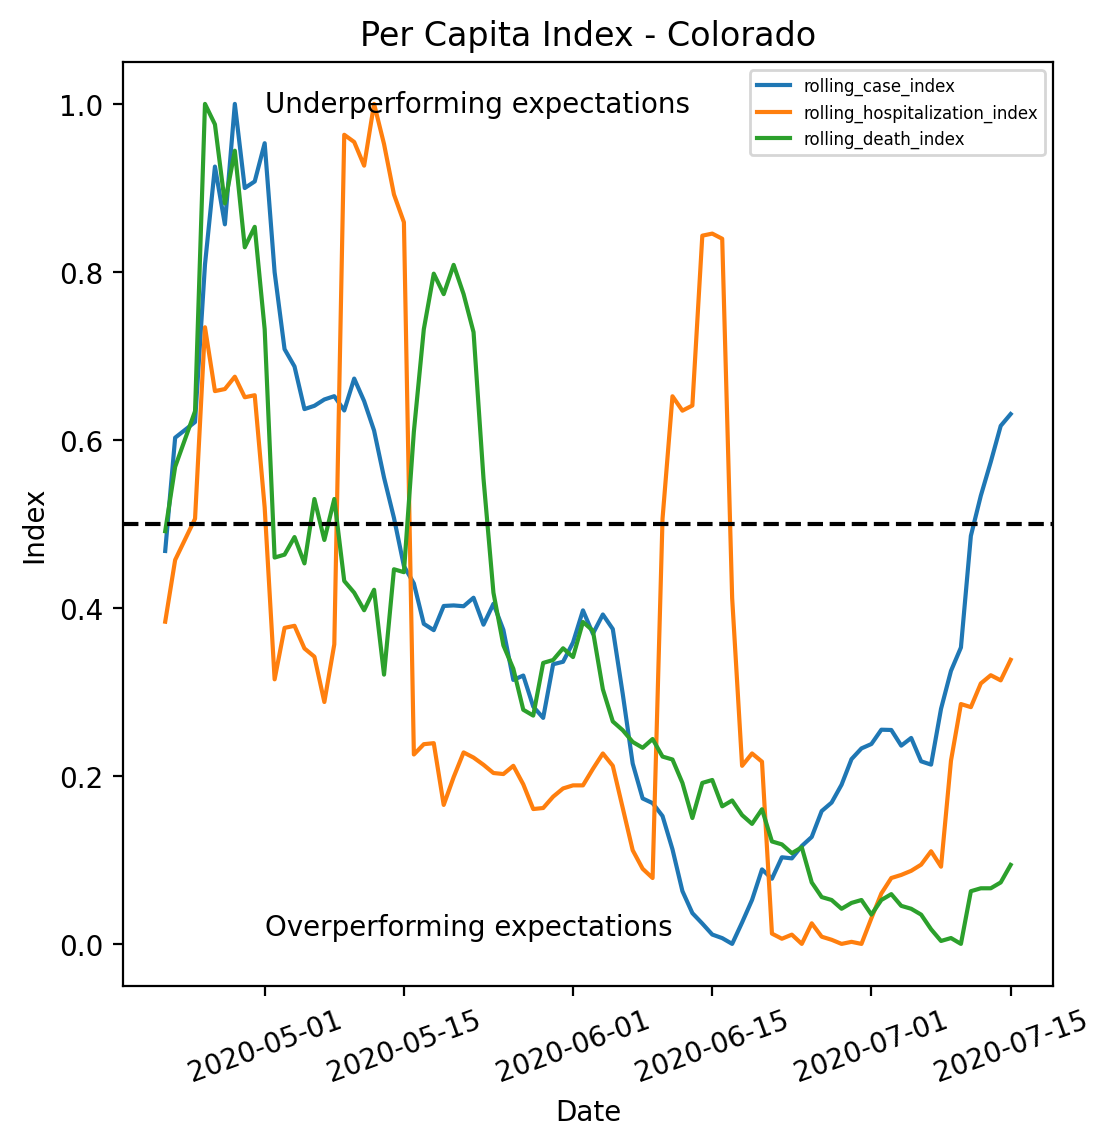 Per Capita Index - Colorado
Underperforming expectations
rolling_case_index
rolling_hospitalization_index
rolling_death_index
1.0
0.8
0.6
0.4
0.2
0.0
Index
Overperforming expectations
2020-05-01
2020-05-15
2020-06-01
2020-06-15
2020-07-01
2020-07-15
Date